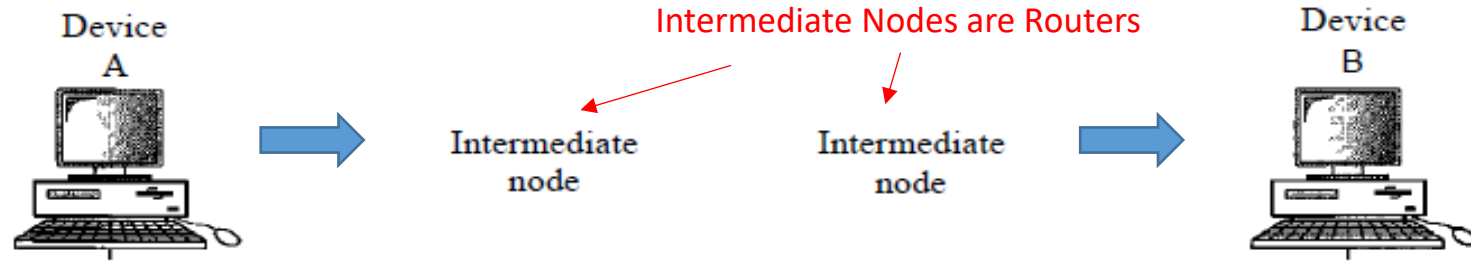 Intermediate Nodes are Routers
Device
A
Device
B
Intermediate
node
Intermediate
node